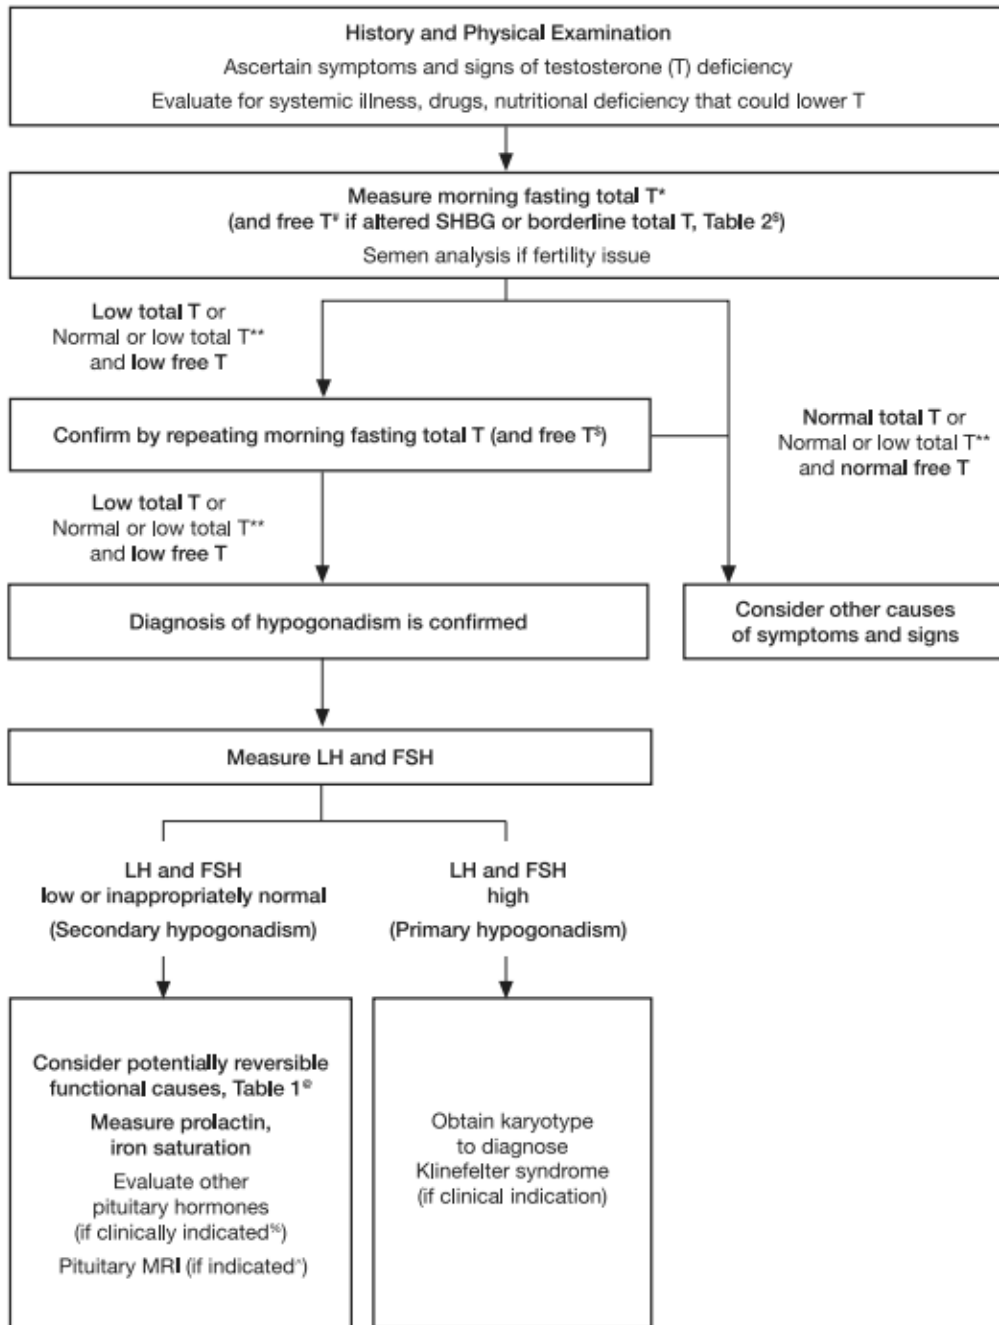 History and Physical Examination
Ascertain symptoms and signs of testosterone (T) deficiency
Evaluate for systemic illness, drugs, nutritional deficiency that could lower T
Measure morning fasting total T*
(and free T# if altered SHBG or borderline total T, Table 2$)
Semen analysis if fertility issue
Low total T or
Normal or low total T**
and low free T
Confirm by repeating morning fasting total T (and free T$)
Normal total T or
Normal or low total T**
and normal free T
Low total T or
Normal or low total T**
and low free T
Diagnosis of hypogonadism is confirmed
Consider other causes
of symptoms and signs
Measure LH and FSH
LH and FSH
low or inappropriately normal
(Secondary hypogonadism)
LH and FSH
high
(Primary hypogonadism)
Consider potentially reversible
functional causes, Table 1@
Measure prolactin,
iron saturation
Evaluate other
pituitary hormones
(if clinically indicated%)
Pituitary MRI (if indicated^)
Obtain karyotype
to diagnose
Klinefelter syndrome
(if clinical indication)